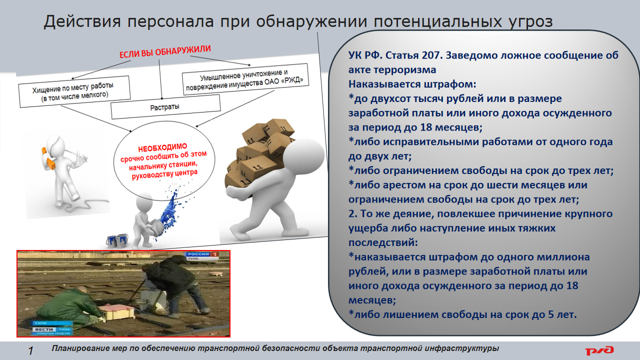 Действия персонала при обнаружении потенциальных угроз
ЕСЛИ ВЫ ОБНАРУЖИЛИ
Хищение по месту работы
(в том числе мелкого)
Умышленное уничтожение и
повреждение имущества ОАО «РЖД»
Растраты
НЕОБХОДИМО
срочно сообщить об этом
начальнику станции,
руководству центра
УК РФ. Статья 207. Заведомо ложное сообщение об
акте терроризма
Наказывается штрафом:
*до двухсот тысяч рублей или в размере
заработной платы или иного дохода осужденного
за период до 18 месяцев;
*либо исправительными работами от одного года
до двух лет;
*либо ограничением свободы на срок до трех лет;
*либо арестом на срок до шести месяцев или
ограничением свободы на срок до трех лет;
2. То же деяние, повлекшее причинение крупного
ущерба либо наступление иных тяжких
последствий:
*наказывается штрафом до одного миллиона
рублей, или в размере заработной платы или
иного дохода осужденного за период до 18
месяцев;
*либо лишением свободы на срок до 5 лет.
РОССИЯ 1
ВЕСТИ
1
Планирование мер по обеспечению транспортной безопасности объекта транспортной инфраструктуры
РЖД